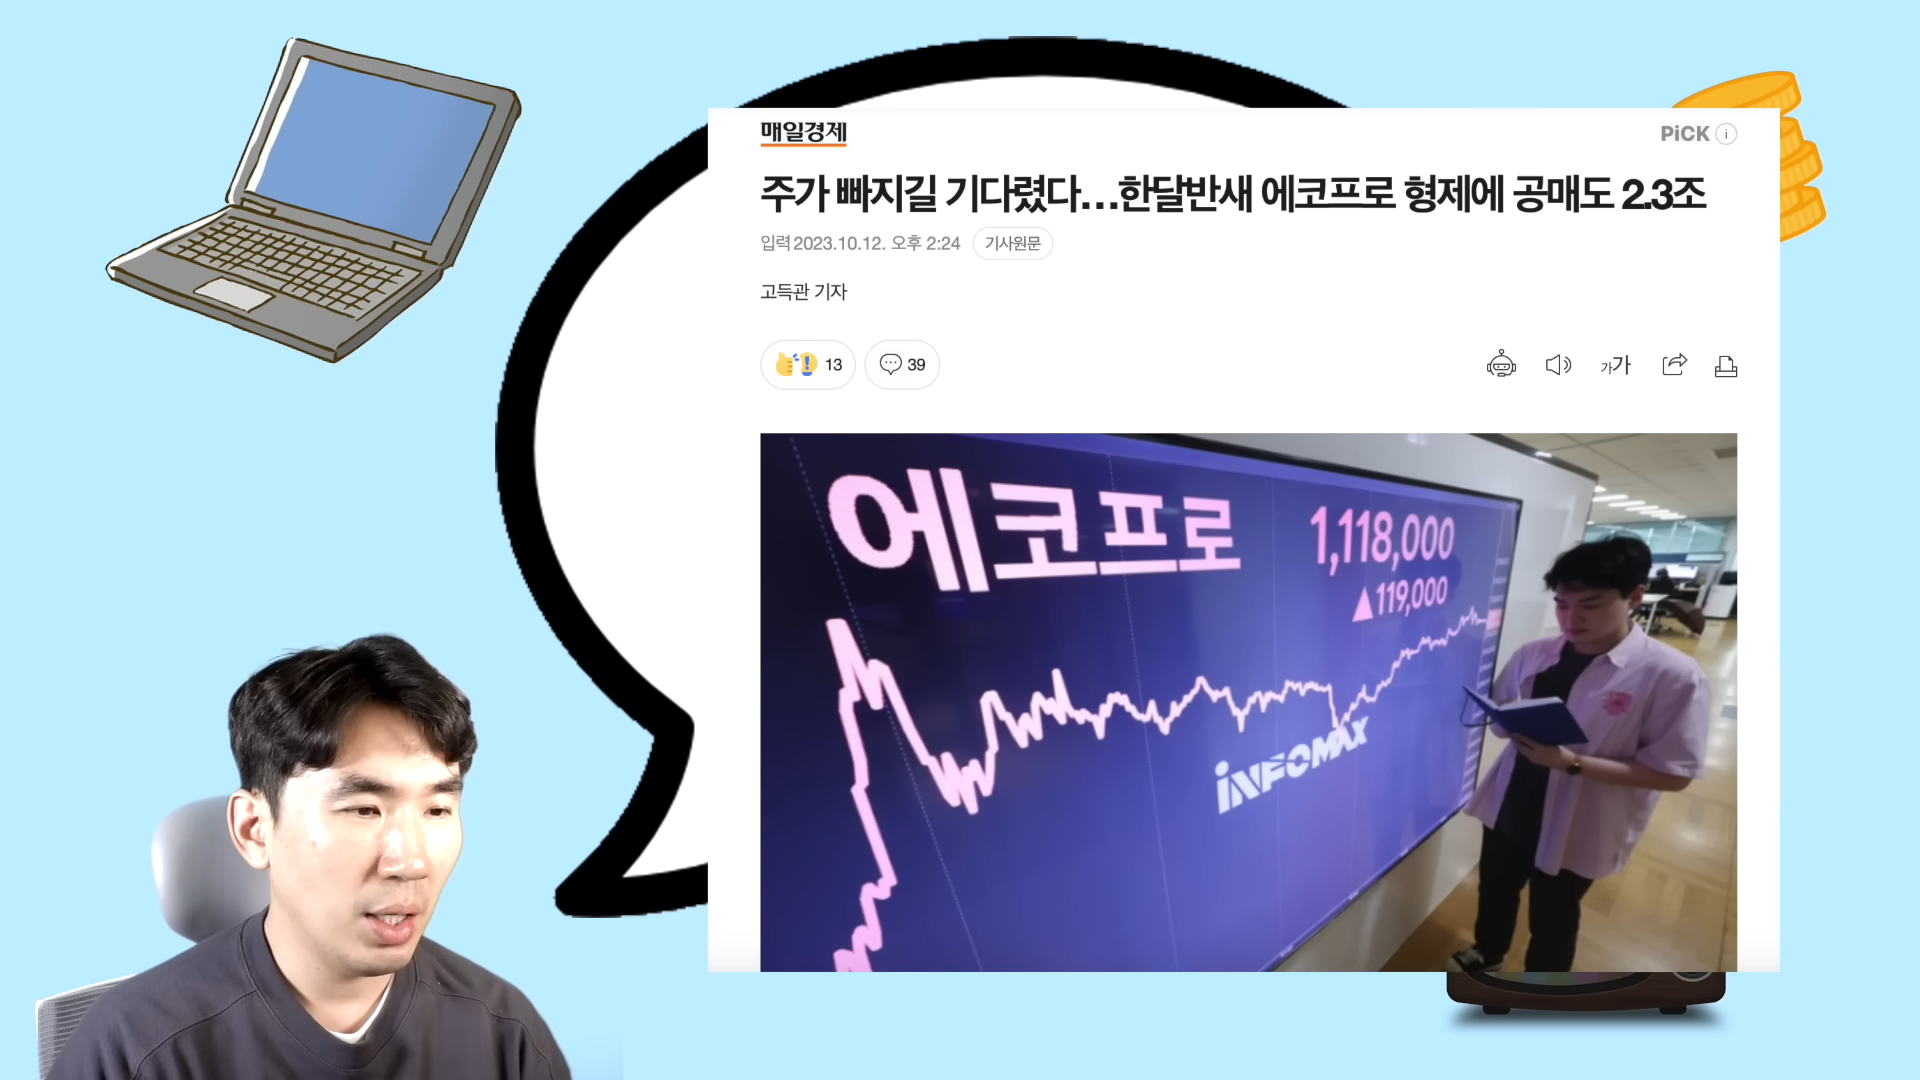 매일경제
PiCK
주가 빠지길 기다렸다…한달반새 에코프로 형제에 공매도 2.3조
입력 2023.10.12. 오후 2:24 기사원문
고득관 기자
13
39
가가
에코프로
1,118,000
▲119,000
iNFOMAX